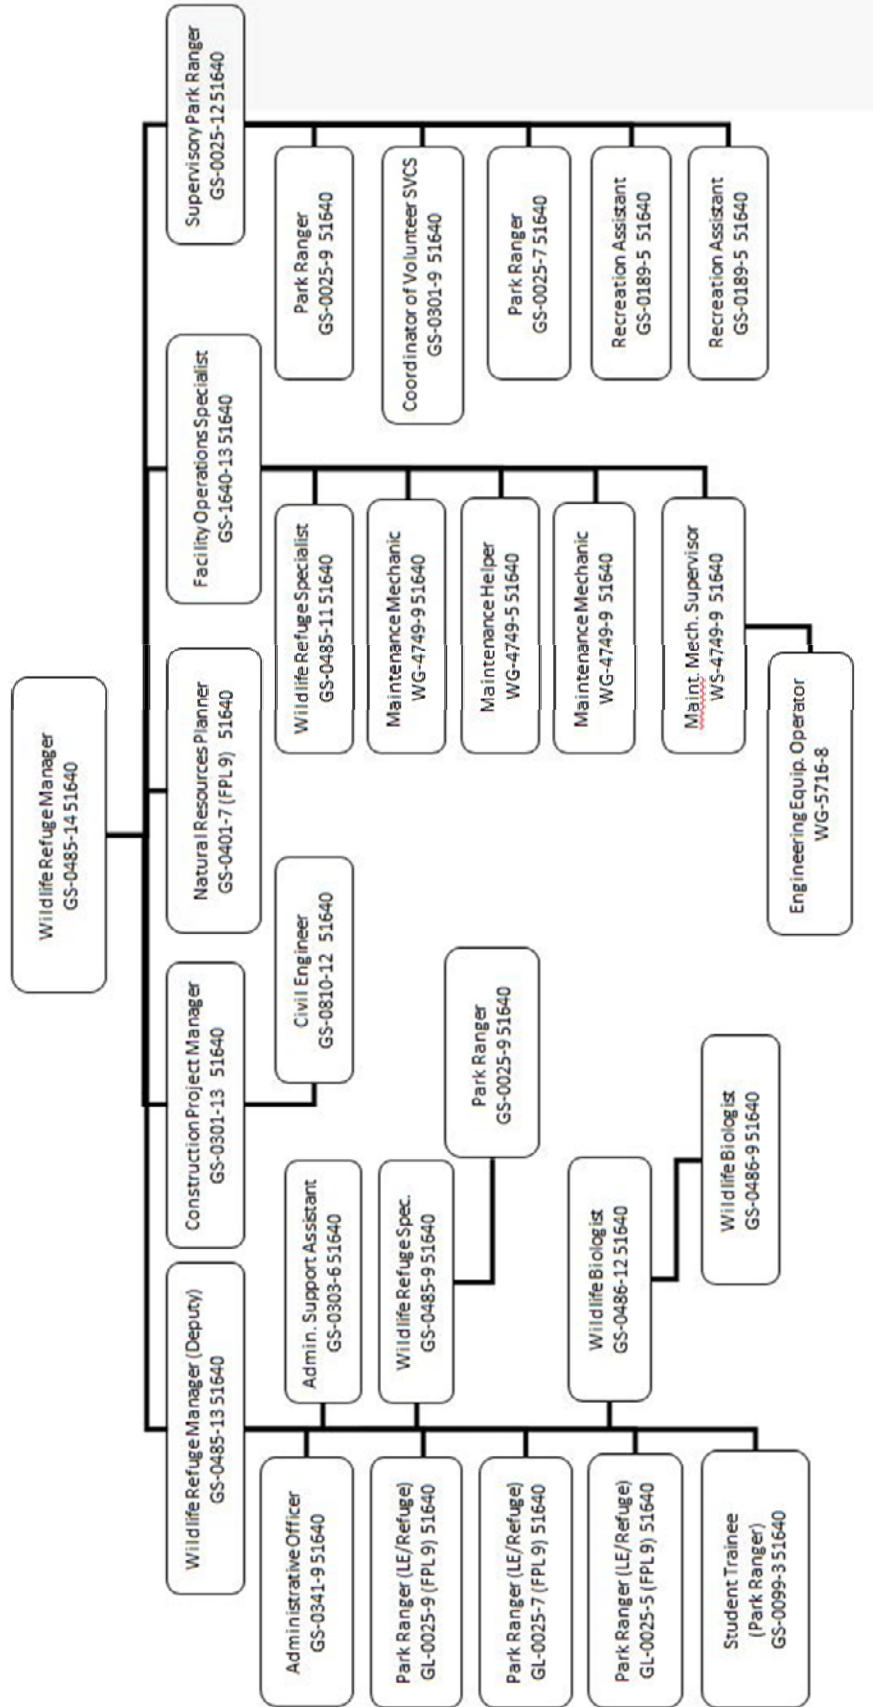 Wildlife Refuge Manager
GS-0485-14 51640
Wildlife Refuge Manager (Deputy)
GS-0485-13 51640
Construction Project Manager
GS-0301-13 51640
Natural Resources Planner
GS-0401-7 (FPL 9) 51640
Facility Operations Specialist
GS-1640-13 51640
Supervisory Park Ranger
GS-0025-12 51640
Administrative Officer
GS-0341-9 51640
Park Ranger (LE/Refuge)
GL-0025-9 (FPL 9) 51640
Park Ranger (LE/Refuge)
GL-0025-7 (FPL 9) 51640
Park Ranger (LE/Refuge)
GL-0025-5 (FPL 9) 51640
Student Trainee
(Park Ranger)
GS-0099-3 51640
Admin. Support Assistant
GS-0303-6 51640
Wildlife Refuge Spec.
GS-0485-9 51640
Park Ranger
GS-0025-9 51640
Wildlife Biologist
GS-0486-12 51640
Wildlife Biologist
GS-0486-9 51640
Civil Engineer
GS-0810-12 51640
Wildlife Refuge Specialist
GS-0485-11 51640
Maintenance Mechanic
WG-4749-9 51640
Maintenance Helper
WG-4749-5 51640
Maintenance Mechanic
WG-4749-9 51640
Maint. Mech. Supervisor
WS-4749-9 51640
Engineering Equip. Operator
WG-5716-8
Park Ranger
GS-0025-9 51640
Coordinator of Volunteer SVCS
GS-0301-9 51640
Park Ranger
GS-0025-7 51640
Recreation Assistant
GS-0189-5 51640
Recreation Assistant
GS-0189-5 51640